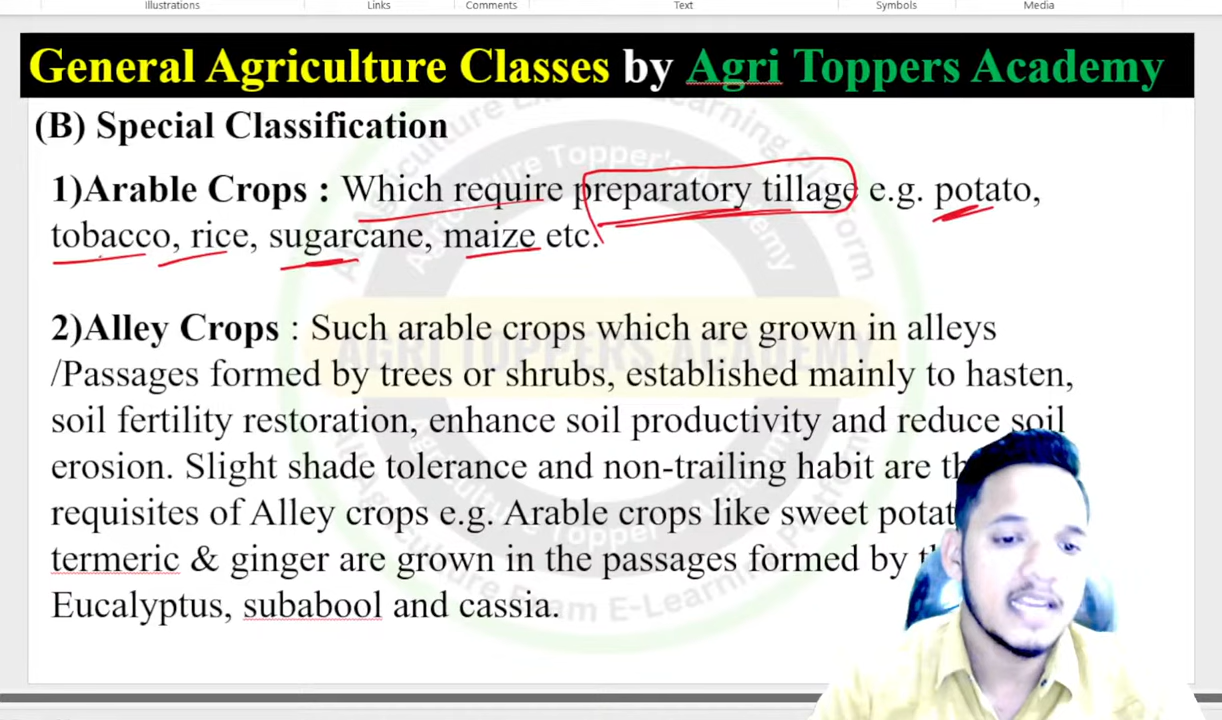 Illustrations Links Comments Text Symbols Media
General Agriculture Classes by Agri Toppers Academy
(B) Special Classification
1)Arable Crops : Which require preparatory tillage e.g. potato,
tobacco, rice, sugarcane, maize etc.
2)Alley Crops : Such arable crops which are grown in alleys
/Passages formed by trees or shrubs, established mainly to hasten,
soil fertility restoration, enhance soil productivity and reduce soil
erosion. Slight shade tolerance and non-trailing habit are
requisites of Alley crops e.g. Arable crops like sweet
termeric & ginger are grown in the passages formed by
Eucalyptus, subabool and cassia.
AGRI TOPPERS ACADEMY